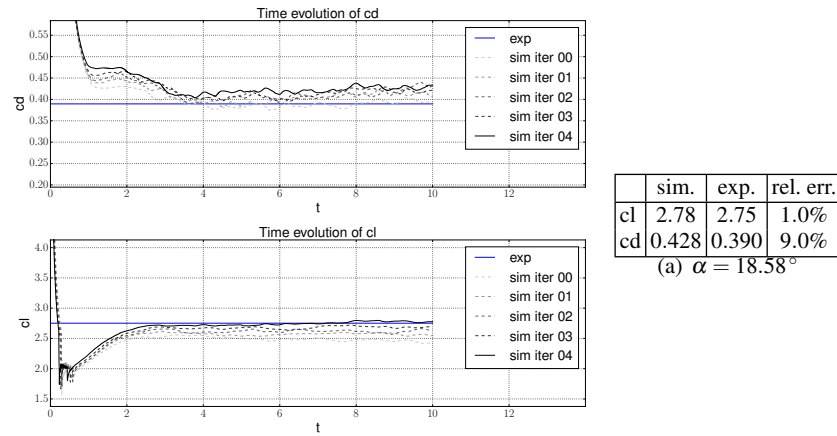 Time evolution of cd
0.55
0.50
0.45
0.40
0.35
0.30
0.25
0.20
cd
0 2 4 6 8 10 12
t
exp
sim iter 00
sim iter 01
sim iter 02
sim iter 03
sim iter 04
Time evolution of cl
4.0
3.5
3.0
2.5
2.0
1.5
cl
0 2 4 6 8 10 12
t
exp
sim iter 00
sim iter 01
sim iter 02
sim iter 03
sim iter 04
sim. exp. rel. err.
cl 2.78 2.75 1.0%
cd 0.428 0.390 9.0%
(a) α = 18.58°